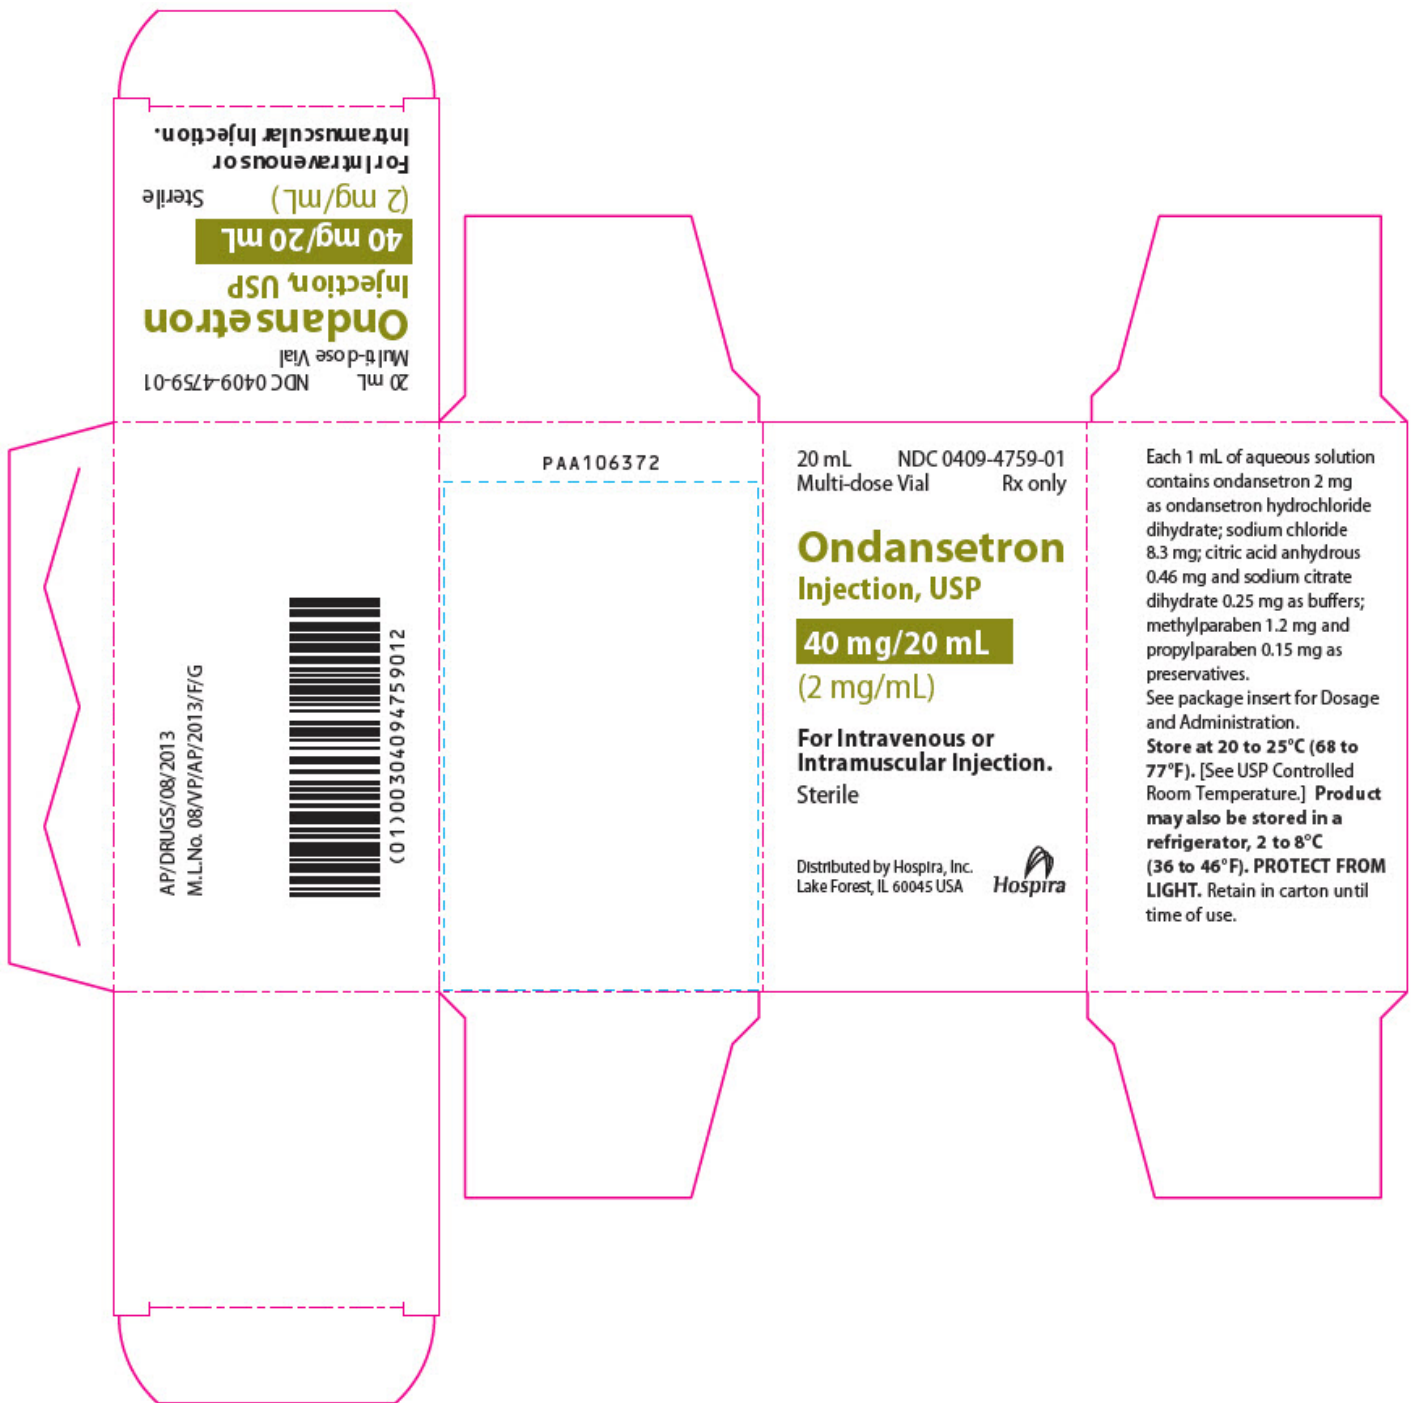 20 mL NDC 0409-4759-01
Multi-dose Vial
Ondansetron
Injection, USP
40 mg/20 mL
(2 mg/mL) Sterile
For Intravenous or
Intramuscular Injection.
AP/DRUGS/08/2013
M.L.No. 08/VP/AP/2013/F/G
(01)00304094759012
PAA106372
20 mL NDC 0409-4759-01
Multi-dose Vial Rx only
Ondansetron
Injection, USP
40 mg/20 mL
(2 mg/mL)
For Intravenous or
Intramuscular Injection.
Sterile
Distributed by Hospira, Inc.
Lake Forest, IL 60045 USA
Hospira
Each 1 mL of aqueous solution
contains ondansetron 2 mg
as ondansetron hydrochloride
dihydrate; sodium chloride
8.3 mg; citric acid anhydrous
0.46 mg and sodium citrate
dihydrate 0.25 mg as buffers;
methylparaben 1.2 mg and
propylparaben 0.15 mg as
preservatives.
See package insert for Dosage
and Administration.
Store at 20 to 25°C (68 to
77°F). [See USP Controlled
Room Temperature.] Product
may also be stored in a
refrigerator, 2 to 8°C
(36 to 46°F). PROTECT FROM
LIGHT. Retain in carton until
time of use.